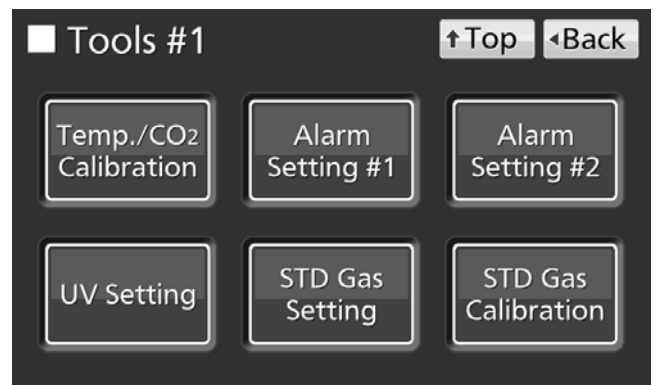 Tools #1
↑Top
◂Back
Temp./CO2
Calibration
Alarm
Setting #1
Alarm
Setting #2
UV Setting
STD Gas
Setting
STD Gas
Calibration